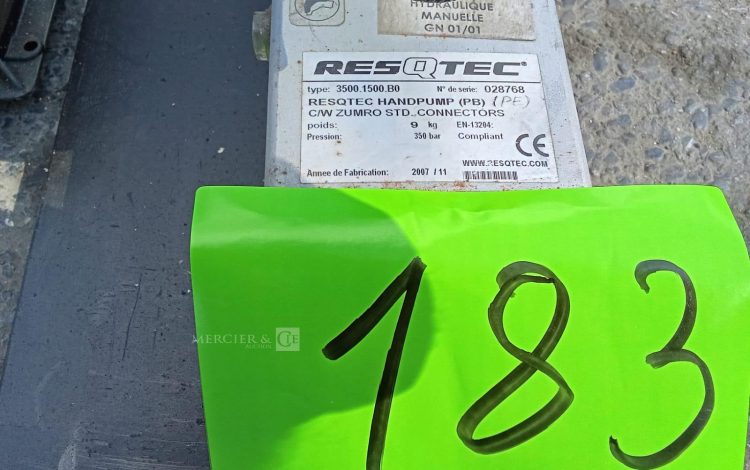 HYDRAULIQUE
MANUELLE
GN 01/01
RESQTEC®
type: 3500.1500.B0 N° de serie: 028768
RESQTEC HANDPUMP (PB) (PE)
C/W ZUMRO STD. CONNECTORS
poids: 9 kg EN-13204:
Pression: 350 bar Compliant
CE
WWW.RESQTEC.COM
Annee de Fabrication: 2007 / 11
MERCIER & CIE
AUCTION
183